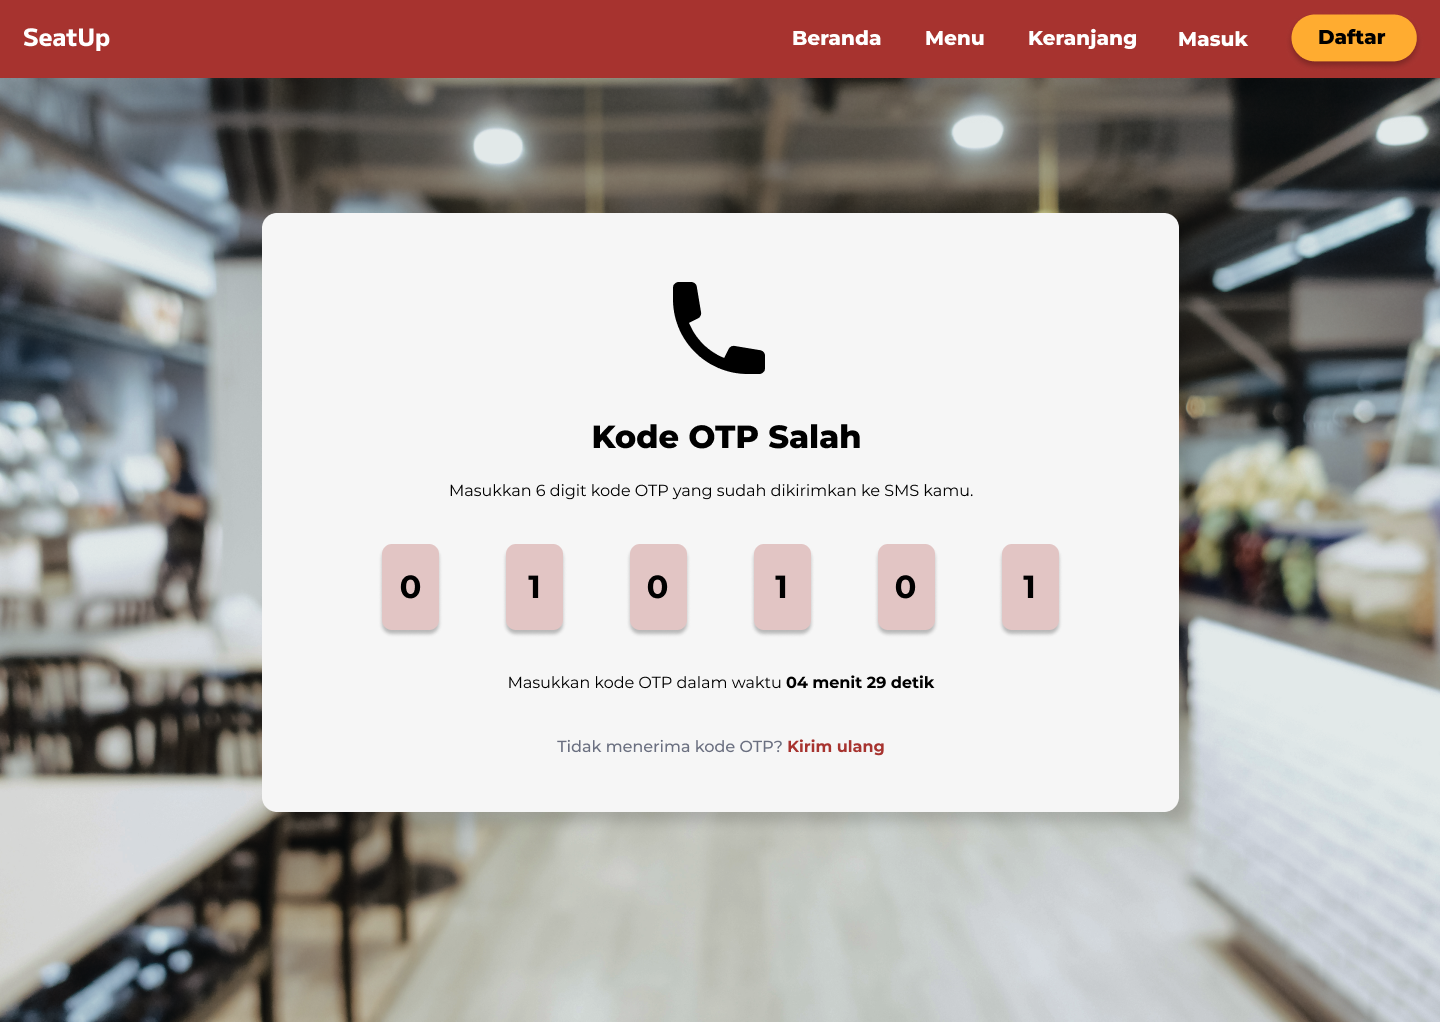 SeatUp
Beranda
Menu
Keranjang
Masuk
Daftar
Kode OTP Salah
Masukkan 6 digit kode OTP yang sudah dikirimkan ke SMS kamu.
0 1 0 1 0 1
Masukkan kode OTP dalam waktu 04 menit 29 detik
Tidak menerima kode OTP? Kirim ulang